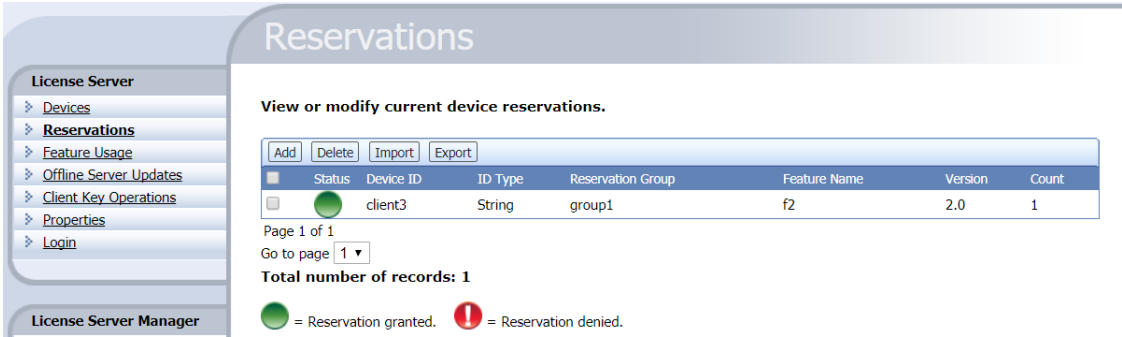 Reservations
License Server
Devices
Reservations
Feature Usage
Offline Server Updates
Client Key Operations
Properties
Login
License Server Manager
View or modify current device reservations.
Add Delete Import Export
Status Device ID ID Type Reservation Group Feature Name Version Count
client3 String group1 f2 2.0 1
Page 1 of 1
Go to page 1
Total number of records: 1
= Reservation granted. = Reservation denied.